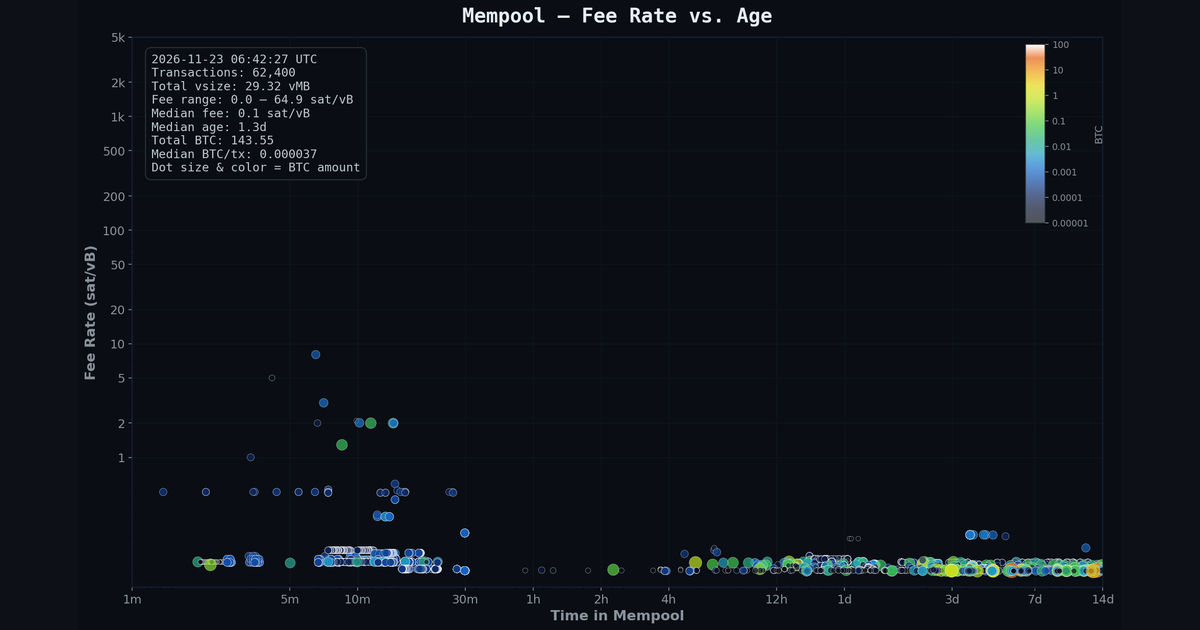 Mempool — Fee Rate vs. Age
2026-11-23 06:42:27 UTC
Transactions: 62,400
Total vsize: 29.32 vMB
Fee range: 0.0 – 64.9 sat/vB
Median fee: 0.1 sat/vB
Median age: 1.3d
Total BTC: 143.55
Median BTC/tx: 0.000037
Dot size & color = BTC amount
100
10
1
0.1
0.01
0.001
0.0001
0.00001
BTC
Fee Rate (sat/vB)
5k
2k
1k
500
200
100
50
20
10
5
2
1
1m
5m
10m
30m
1h
2h
4h
12h
1d
3d
7d
14d
Time in Mempool